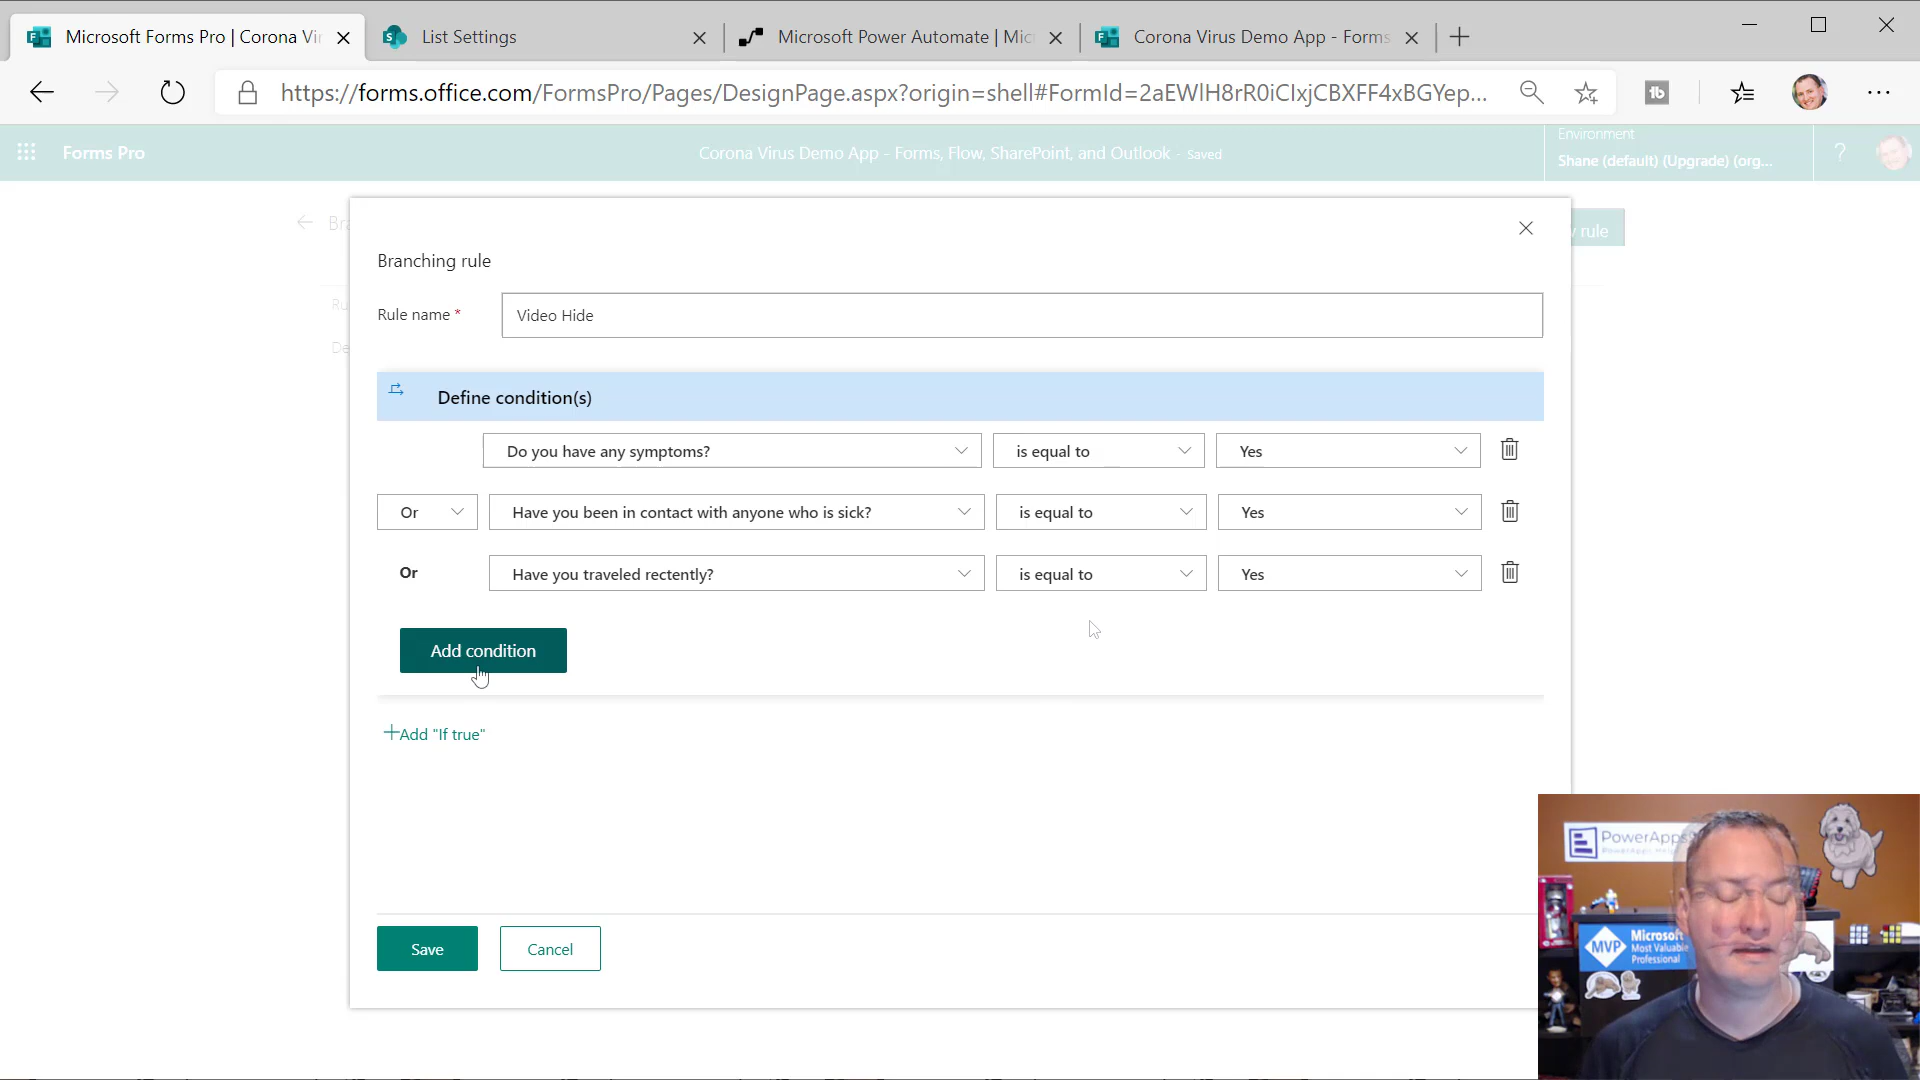 Microsoft Forms Pro | Corona Vi
List Settings
Microsoft Power Automate | Mic
Corona Virus Demo App - Forms
https://forms.office.com/FormsPro/Pages/DesignPage.aspx?origin=shell#FormId=2aEWlH8rR0iCIxjCBXFF4xBGYep...
Forms Pro
Corona Virus Demo App - Forms, Flow, SharePoint, and Outlook - Saved
Environment
Shane (default) (Upgrade) (org...
?
Bra
rule
Branching rule
Rule name *
Video Hide
Ru
De
Define condition(s)
Do you have any symptoms?
is equal to
Yes
Or
Have you been in contact with anyone who is sick?
is equal to
Yes
Or
Have you traveled rectently?
is equal to
Yes
Add condition
+Add "If true"
Save
Cancel
PowerApps
MVP
Microsoft
Most Valuable
Professional